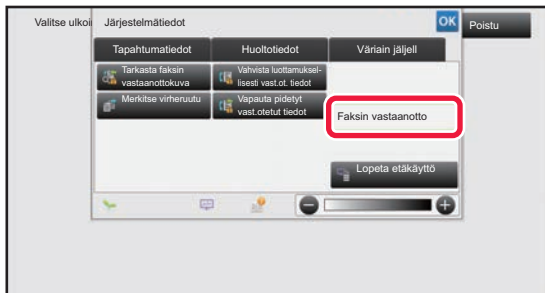 Valitse ulkoi
Järjestelmätiedot
OK
Poistu
Tapahtumatiedot
Huoltotiedot
Väriain jäljell
Tarkasta faksin
vastaanottokuva
Vahvista luottamuksel-
lisesti vast.ot. tiedot
Merkitse virheruutu
Vapauta pidetyt
vast.otetut tiedot
Faksin vastaanotto
Lopeta etäkäyttö